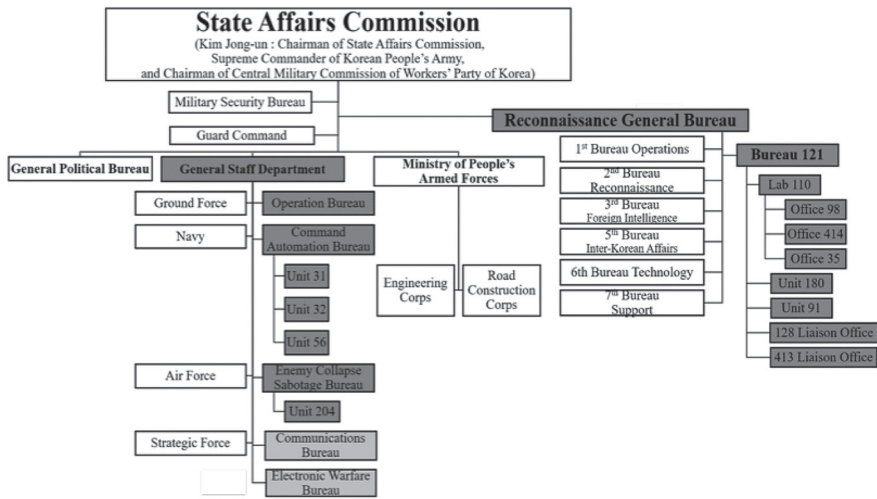 State Affairs Commission
(Kim Jong-un : Chairman of State Affairs Commission,
Supreme Commander of Korean People's Army,
and Chairman of Central Military Commission of Workers' Party of Korea)
Military Security Bureau
Guard Command
Reconnaissance General Bureau
General Political Bureau
General Staff Department
Ministry of People's
Armed Forces
Ground Force
Operation Bureau
Navy
Command
Automation Bureau
Unit 31
Unit 32
Unit 56
Air Force
Enemy Collapse
Sabotage Bureau
Unit 204
Strategic Force
Communications
Bureau
Electronic Warfare
Bureau
Engineering
Corps
Road
Construction
Corps
1st Bureau Operations
2nd Bureau
Reconnaissance
3rd Bureau
Foreign Intelligence
5th Bureau
Inter-Korean Affairs
6th Bureau Technology
7th Bureau
Support
Bureau 121
Lab 110
Office 98
Office 414
Office 35
Unit 180
Unit 91
128 Liaison Office
413 Liaison Office